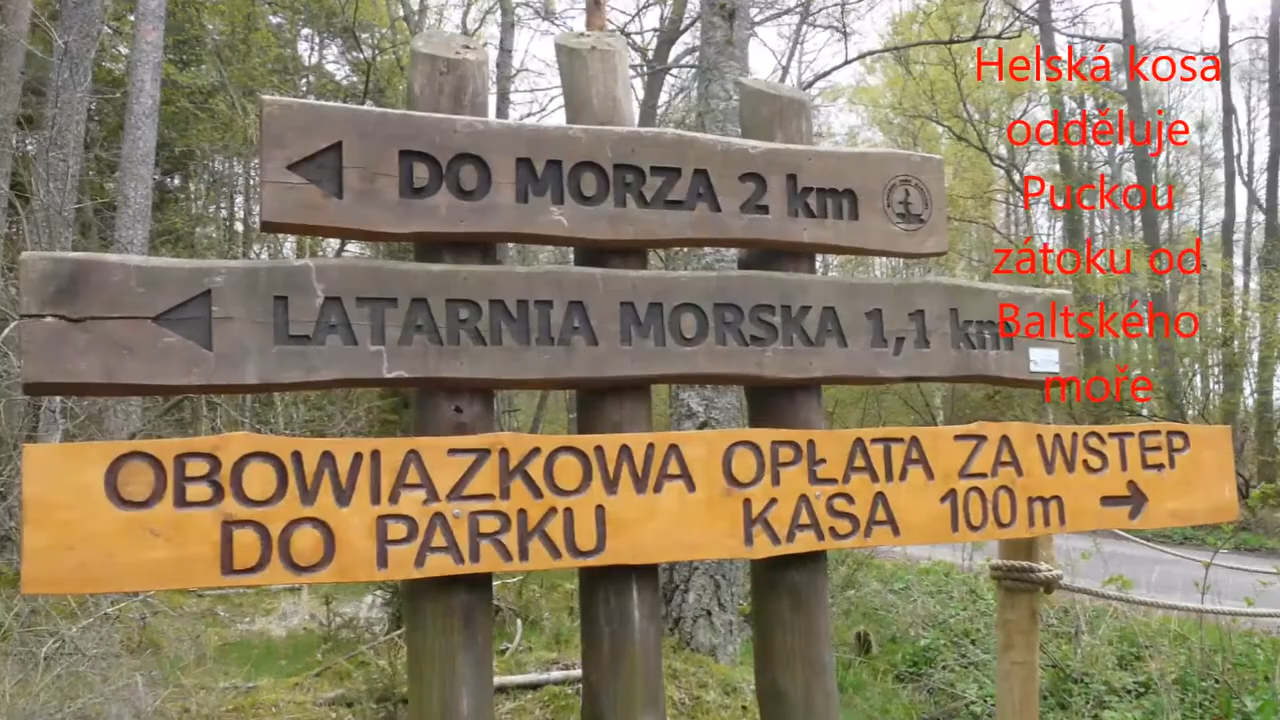 DO MORZA 2 km
LATARNIA MORSKA 1,1 km
OBOWIĄZKOWA OPŁATA ZA WSTĘP
DO PARKU KASA 100 m
Helská kosa
odděluje
Puckou
zátoku od
Baltského
moře